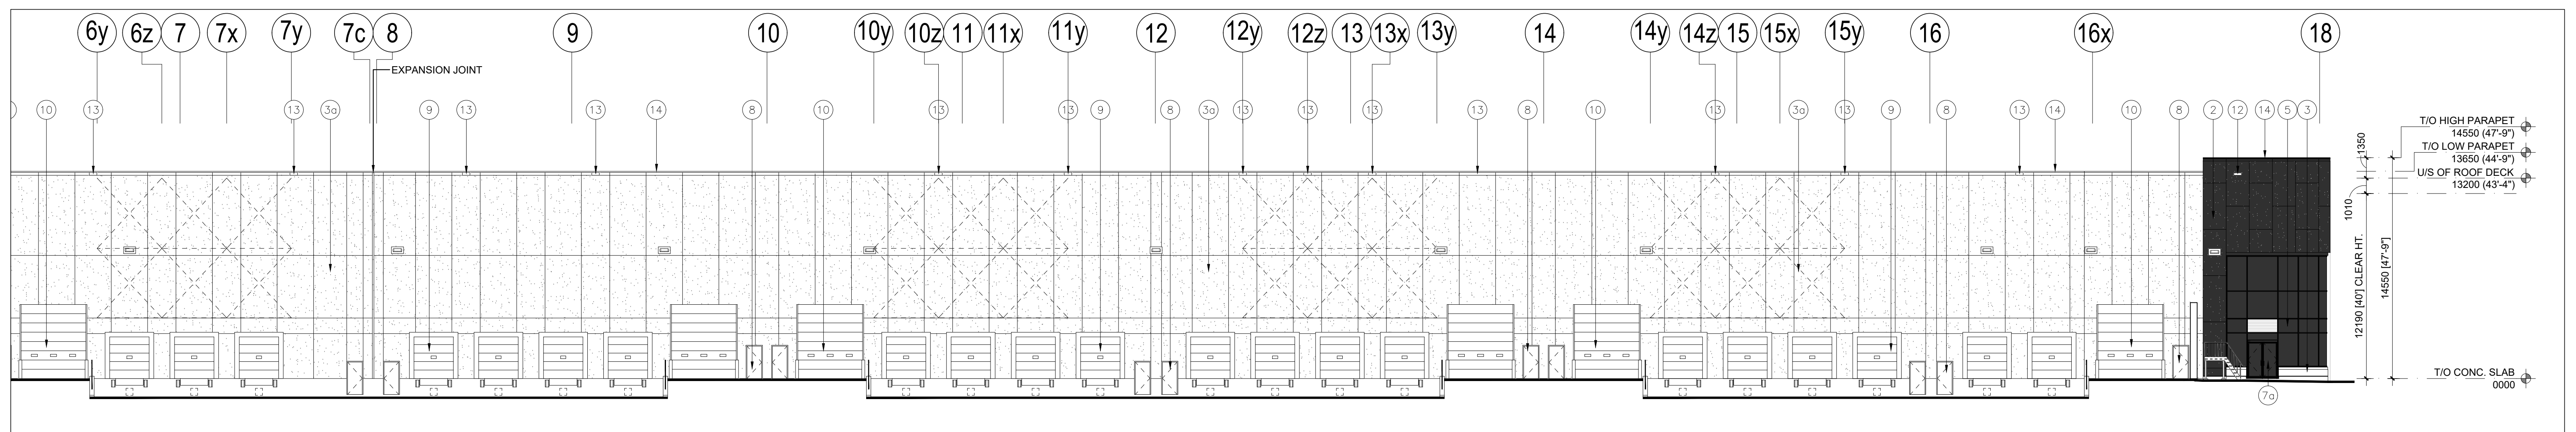 6y 6z 7 7x 7y 7c 8 9 10 10y 10z 11 11x 11y 12 12y 12z 13 13x 13y 14 14y 14z 15 15x 15y 16 16x 18
EXPANSION JOINT
10 13 13 3a 9 13 13 14 8 10 13 13 9 8 3a 13 13 13 13 8 10 13 3a 13 9 8 13 14 10 8 2 12 14 5 3
T/O HIGH PARAPET
14550 (47'-9")
T/O LOW PARAPET
13650 (44'-9")
U/S OF ROOF DECK
13200 (43'-4")
1350
1010
12190 [40'] CLEAR HT.
14550 [47'-9"]
T/O CONC. SLAB
0000
7a